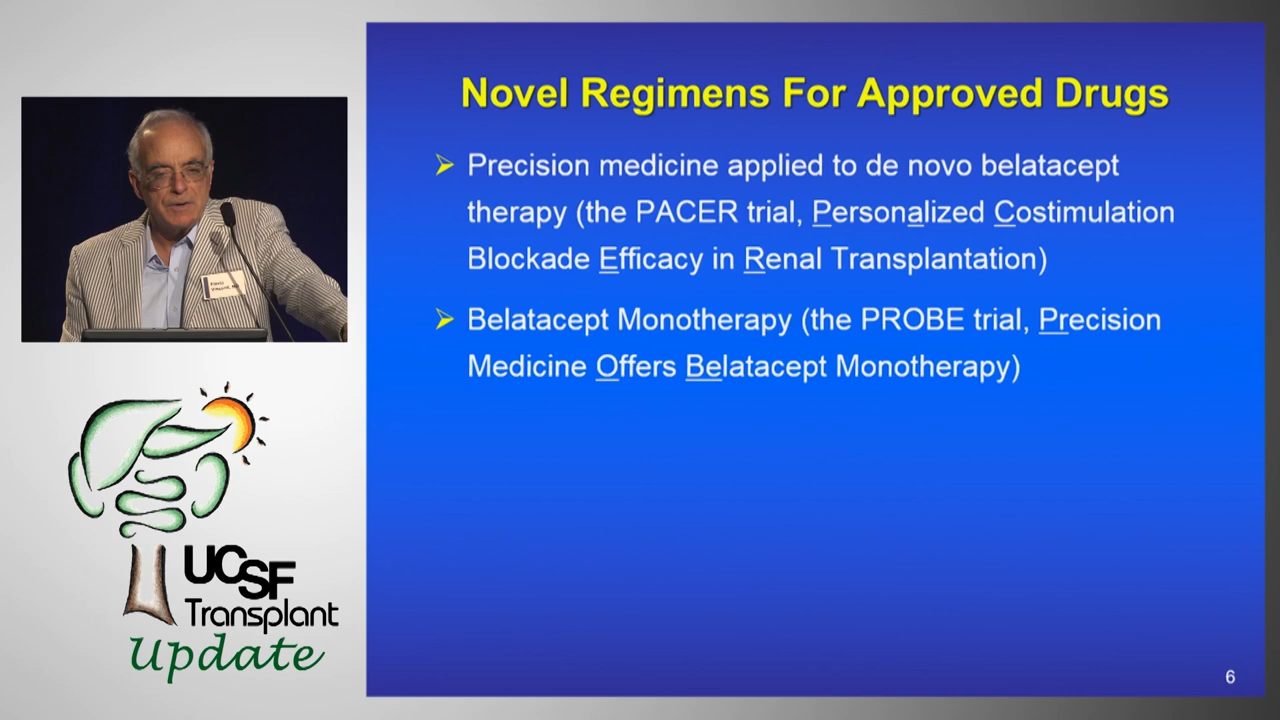 Novel Regimens For Approved Drugs
➢ Precision medicine applied to de novo belatacept
therapy (the PACER trial, Personalized Costimulation
Blockade Efficacy in Renal Transplantation)
➢ Belatacept Monotherapy (the PROBE trial, Precision
Medicine Offers Belatacept Monotherapy)
UCSF
Transplant
Update
6